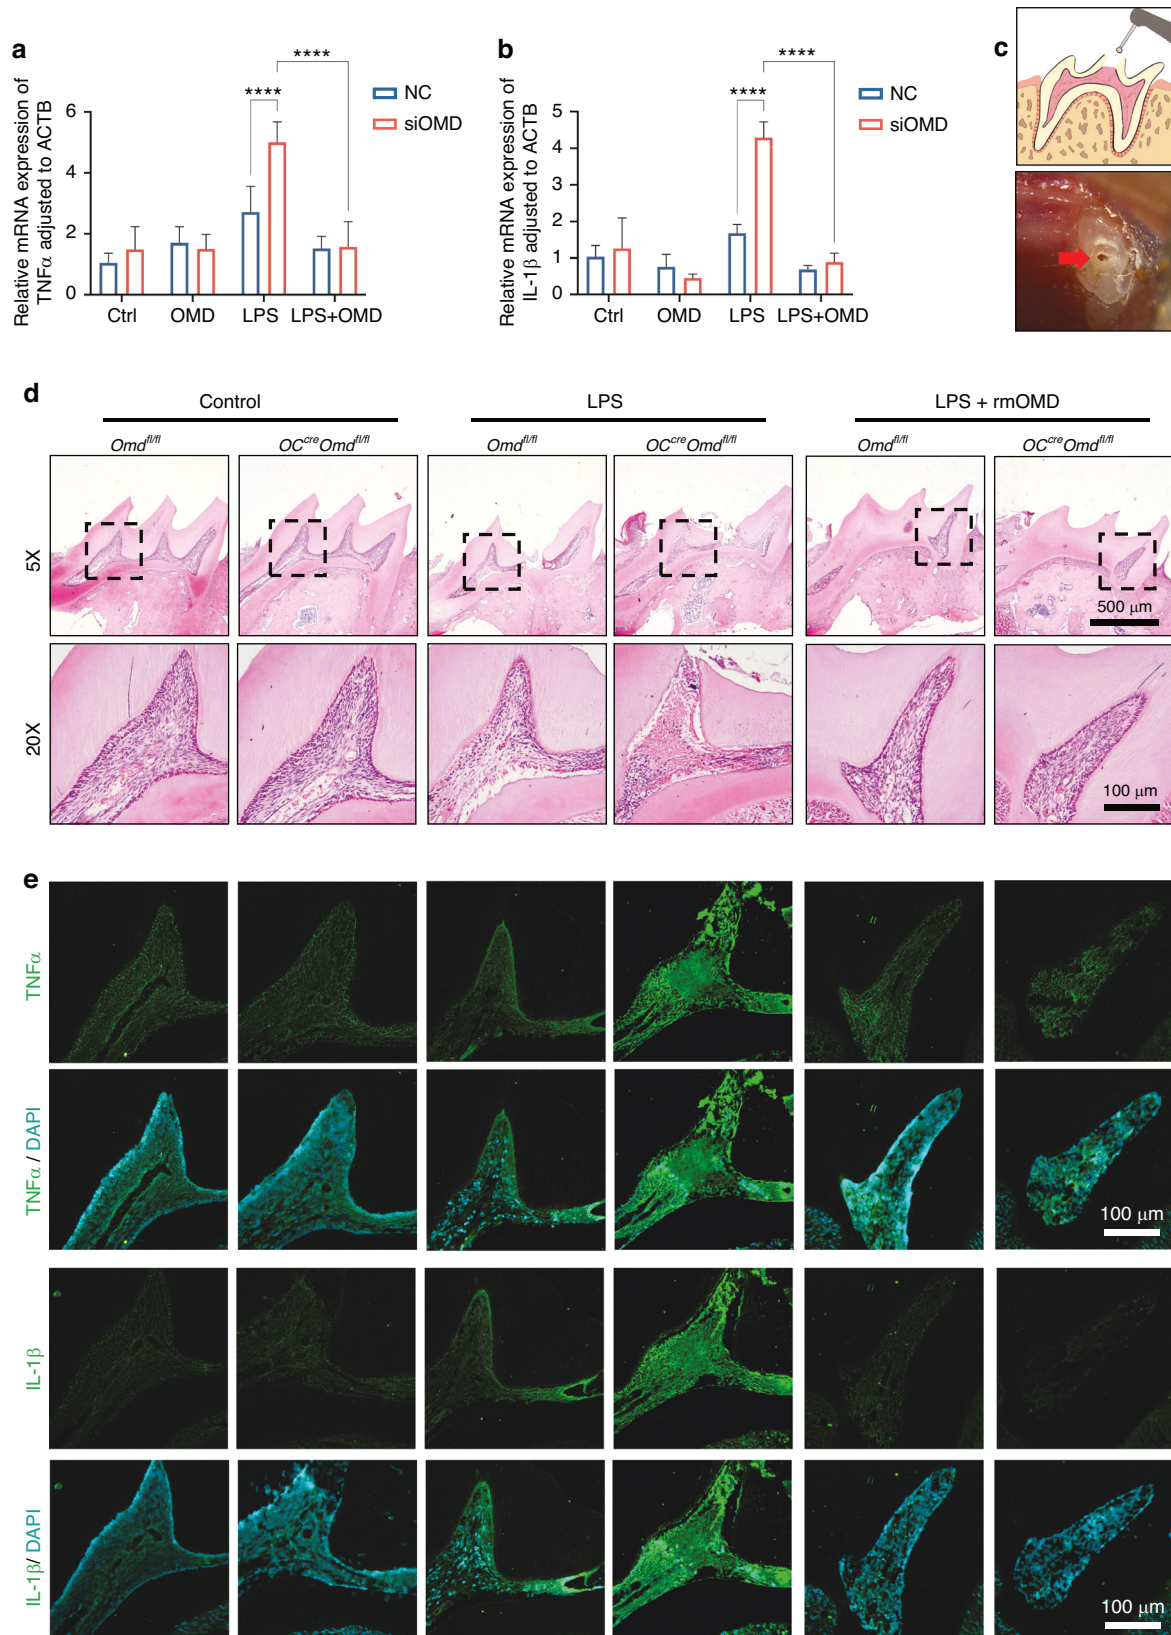 a
Relative mRNA expression of
TNFα adjusted to ACTB
6
4
2
0
****
****
NC
siOMD
Ctrl
OMD
LPS
LPS+OMD
b
Relative mRNA expression of
IL-1β adjusted to ACTB
5
4
3
2
1
0
****
****
NC
siOMD
Ctrl
OMD
LPS
LPS+OMD
c
d
Control
LPS
LPS + rmOMD
Omd^fl/fl
OC^cre Omd^fl/fl
Omd^fl/fl
OC^cre Omd^fl/fl
Omd^fl/fl
OC^cre Omd^fl/fl
5X
500 μm
20X
100 μm
e
TNFα
TNFα / DAPI
100 μm
IL-1β
IL-1β/ DAPI
100 μm